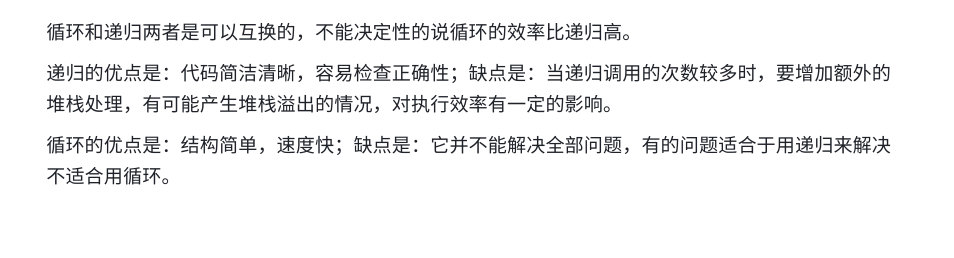 循环和递归两者是可以互换的，不能决定性的说循环的效率比递归高。
递归的优点是：代码简洁清晰，容易检查正确性；缺点是：当递归调用的次数较多时，要增加额外的
堆栈处理，有可能产生堆栈溢出的情况，对执行效率有一定的影响。
循环的优点是：结构简单，速度快；缺点是：它并不能解决全部问题，有的问题适合于用递归来解决
不适合用循环。